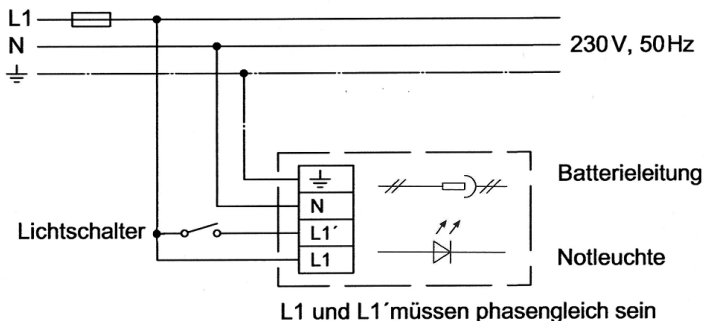 L1
N
230 V, 50 Hz
Batterieleitung
N
Lichtschalter
L1´
L1
Notleuchte
L1 und L1´müssen phasengleich sein